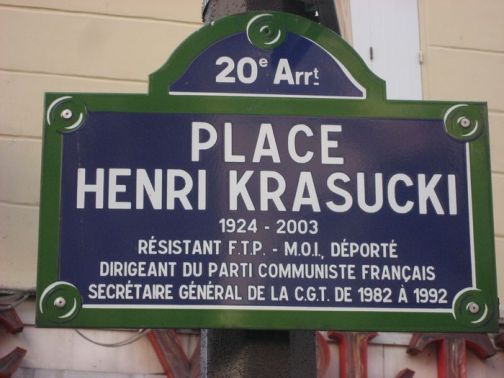 20e Arrt.
PLACE
HENRI KRASUCKI
1924 - 2003
RÉSISTANT F.T.P. - M.O.I., DÉPORTÉ
DIRIGEANT DU PARTI COMMUNISTE FRANÇAIS
SECRÉTAIRE GÉNÉRAL DE LA C.G.T. DE 1982 À 1992